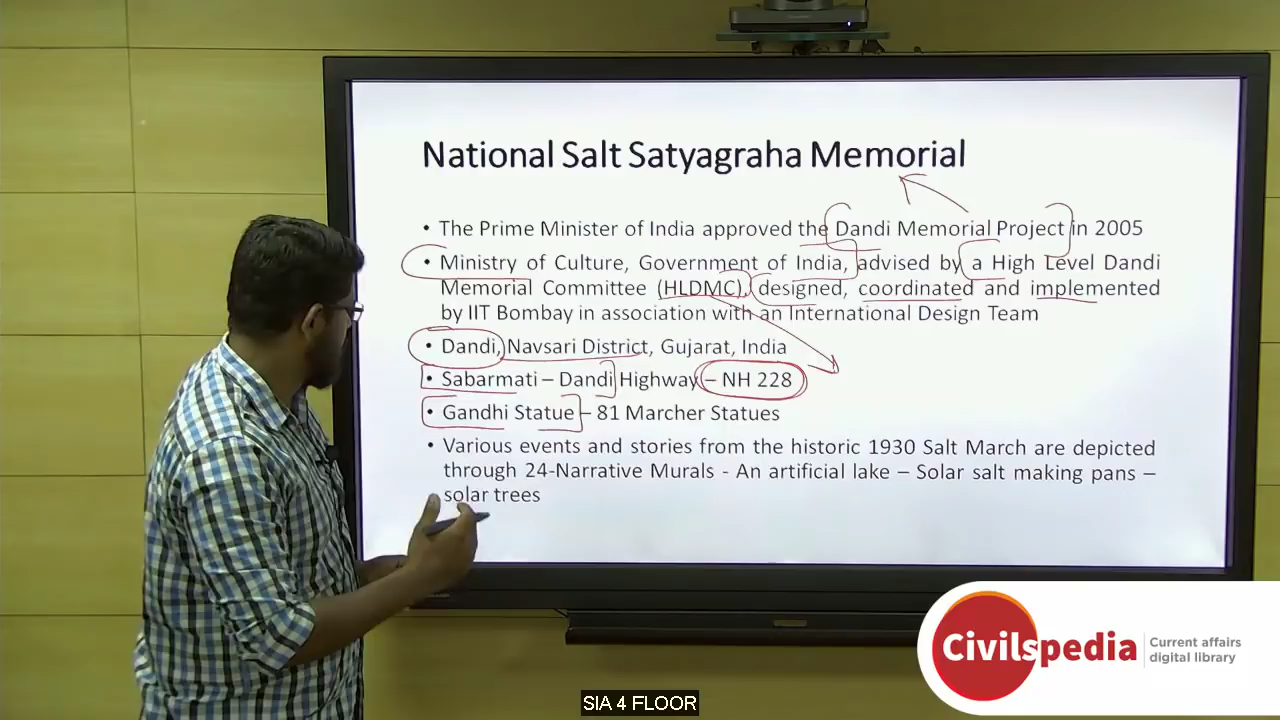 National Salt Satyagraha Memorial
• The Prime Minister of India approved the Dandi Memorial Project in 2005
• Ministry of Culture, Government of India, advised by a High Level Dandi
Memorial Committee (HLDMC), designed, coordinated and implemented
by IIT Bombay in association with an International Design Team
• Dandi, Navsari District, Gujarat, India
• Sabarmati – Dandi Highway – NH 228
• Gandhi Statue – 81 Marcher Statues
• Various events and stories from the historic 1930 Salt March are depicted
through 24-Narrative Murals - An artificial lake – Solar salt making pans –
solar trees
Civilspedia
Current affairs
digital library
SIA 4 FLOOR